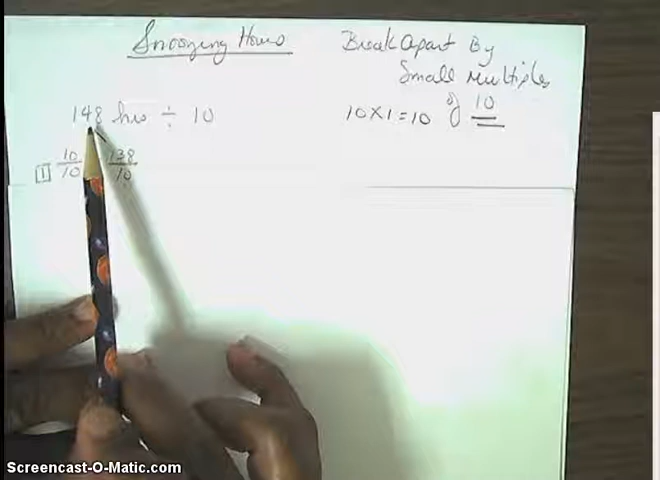 Snoozing Hours
Break Apart By
Small Multiples
of 10
148 hrs ÷ 10
10 × 1 = 10
1 10/10 138/10
Screencast-O-Matic.com